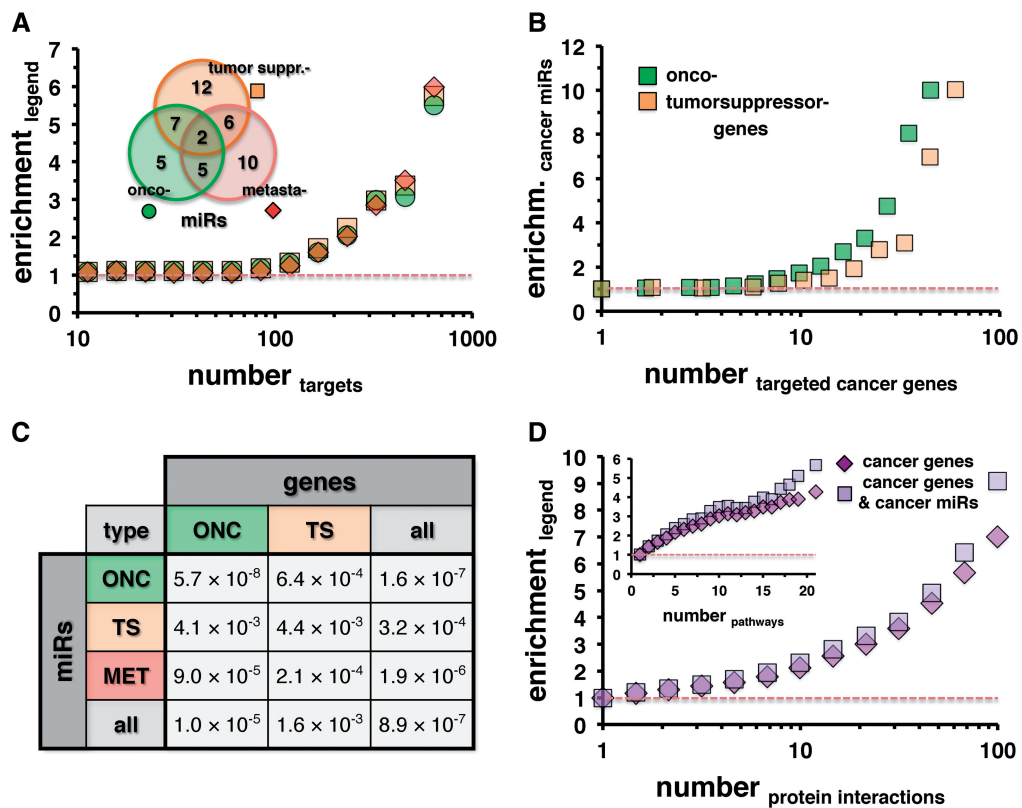 A
enrichment legend
7
6
5
4
3
2
1
0
10
100
1000
number targets
tumor suppr.-
12
7
6
2
5
5
10
onco-
metasta-
miRs
B
enrichm. cancer miRs
12
10
8
6
4
2
0
1
10
100
number targeted cancer genes
onco-
tumorsuppressor-
genes
C
genes
type ONC TS all
miRs
ONC 5.7 × 10-8 6.4 × 10-4 1.6 × 10-7
TS 4.1 × 10-3 4.4 × 10-3 3.2 × 10-4
MET 9.0 × 10-5 2.1 × 10-4 1.9 × 10-6
all 1.0 × 10-5 1.6 × 10-3 8.9 × 10-7
D
enrichment legend
10
9
8
7
6
5
4
3
2
1
0
1
10
100
number protein interactions
6
5
4
3
2
1
0
0 5 10 15 20
number pathways
cancer genes
cancer genes
& cancer miRs